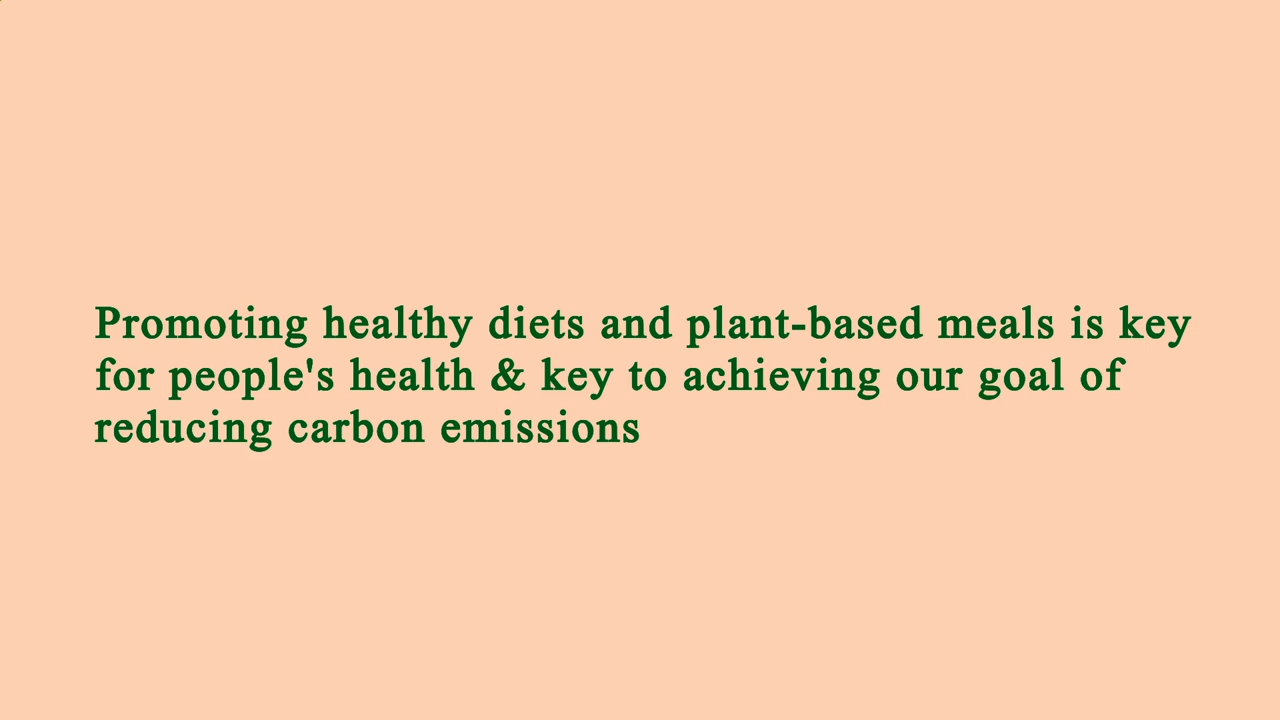 Promoting healthy diets and plant-based meals is key
for people's health & key to achieving our goal of
reducing carbon emissions